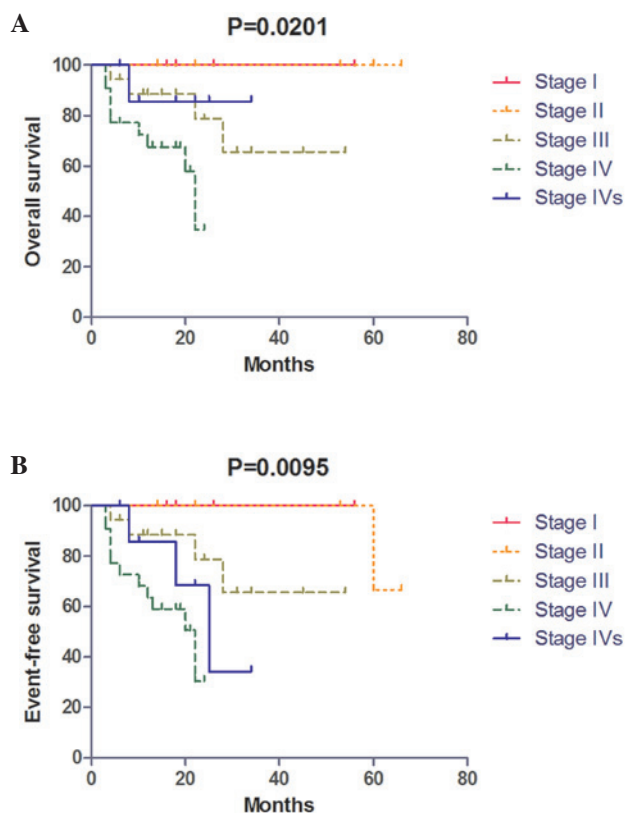 A
P=0.0201
Overall survival
100
80
60
40
20
0
0 20 40 60 80
Months
Stage I
Stage II
Stage III
Stage IV
Stage IVs
B
P=0.0095
Event-free survival
100
80
60
40
20
0
0 20 40 60 80
Months
Stage I
Stage II
Stage III
Stage IV
Stage IVs